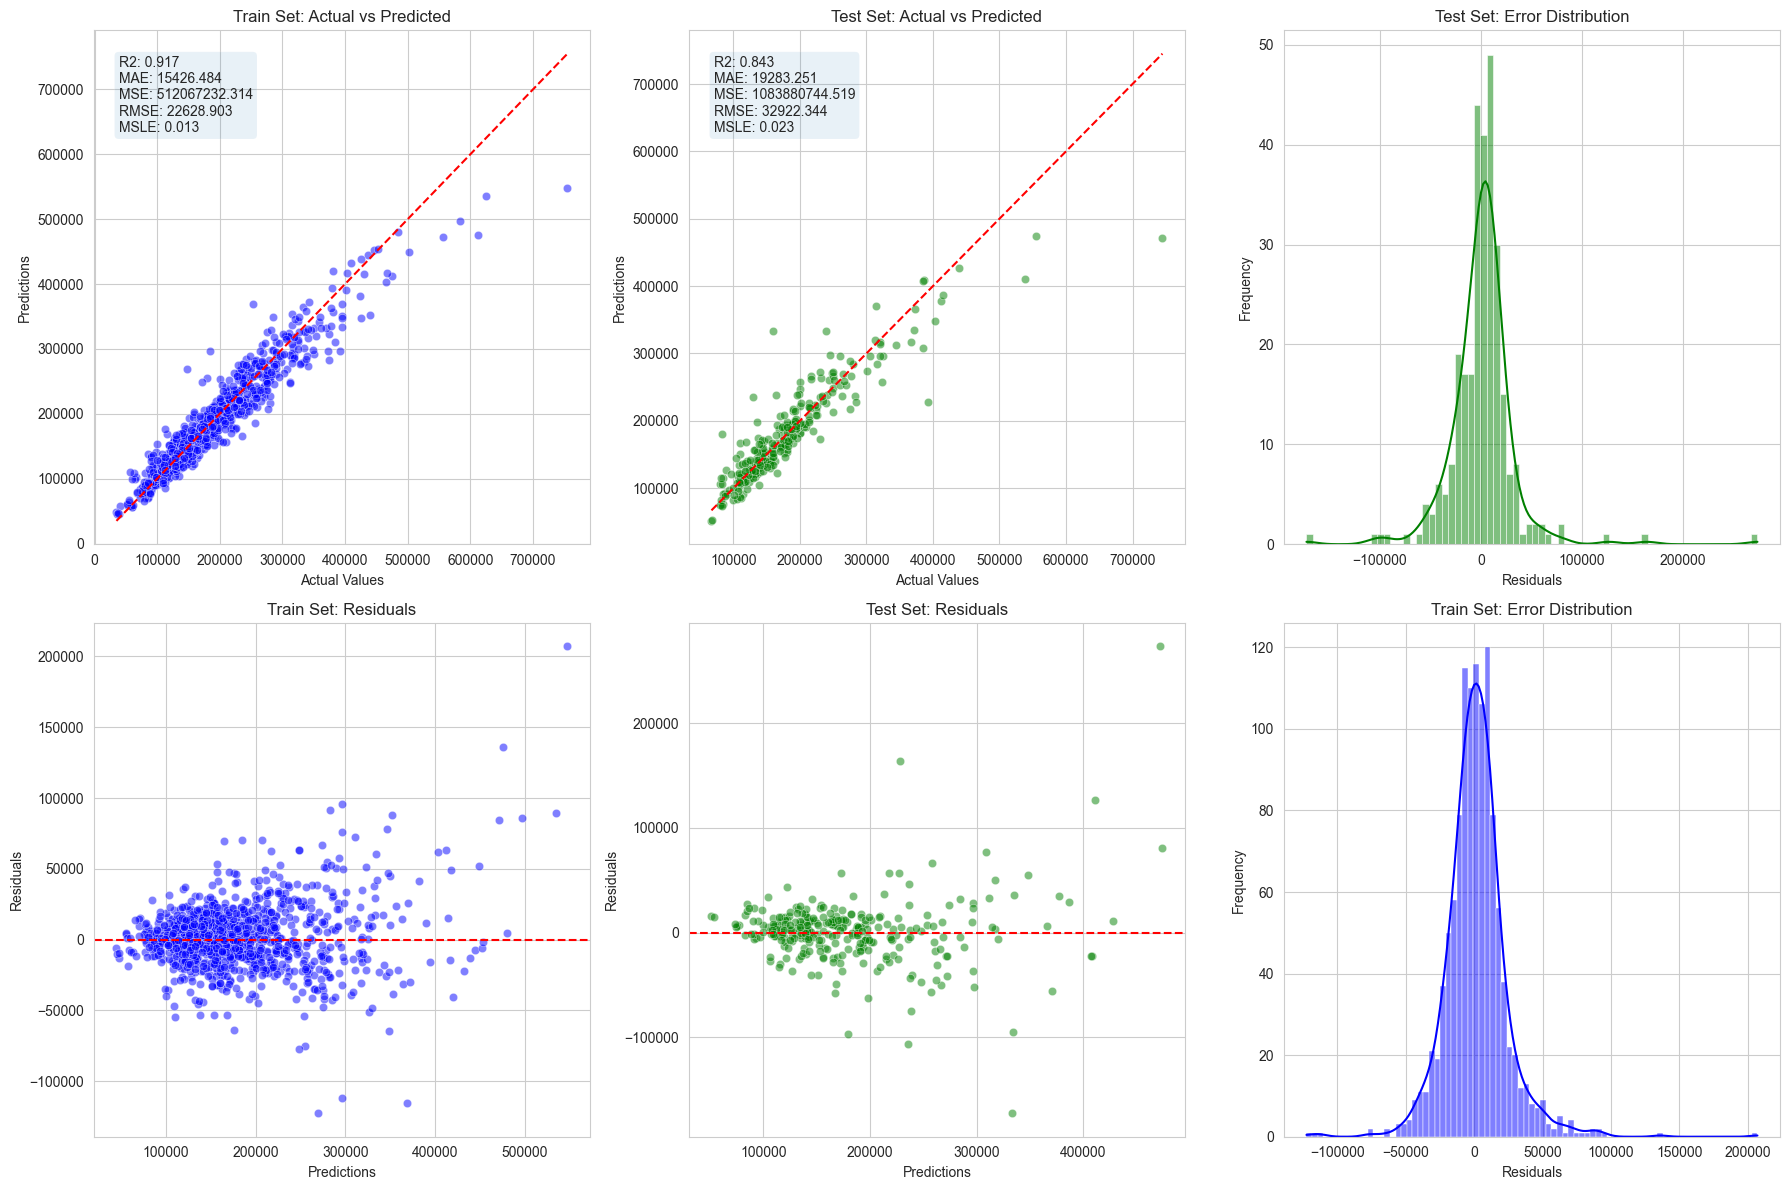 Train Set: Actual vs Predicted
R2: 0.917
MAE: 15426.484
MSE: 512067232.314
RMSE: 22628.903
MSLE: 0.013
700000
600000
500000
400000
300000
200000
100000
0
Predictions
0 100000 200000 300000 400000 500000 600000 700000
Actual Values
Test Set: Actual vs Predicted
R2: 0.843
MAE: 19283.251
MSE: 1083880744.519
RMSE: 32922.344
MSLE: 0.023
700000
600000
500000
400000
300000
200000
100000
Predictions
100000 200000 300000 400000 500000 600000 700000
Actual Values
Test Set: Error Distribution
50
40
30
20
10
0
Frequency
−100000 0 100000 200000
Residuals
Train Set: Residuals
200000
150000
100000
50000
0
−50000
−100000
Residuals
100000 200000 300000 400000 500000
Predictions
Test Set: Residuals
200000
100000
0
−100000
Residuals
100000 200000 300000 400000
Predictions
Train Set: Error Distribution
120
100
80
60
40
20
0
Frequency
−100000 −50000 0 50000 100000 150000 200000
Residuals